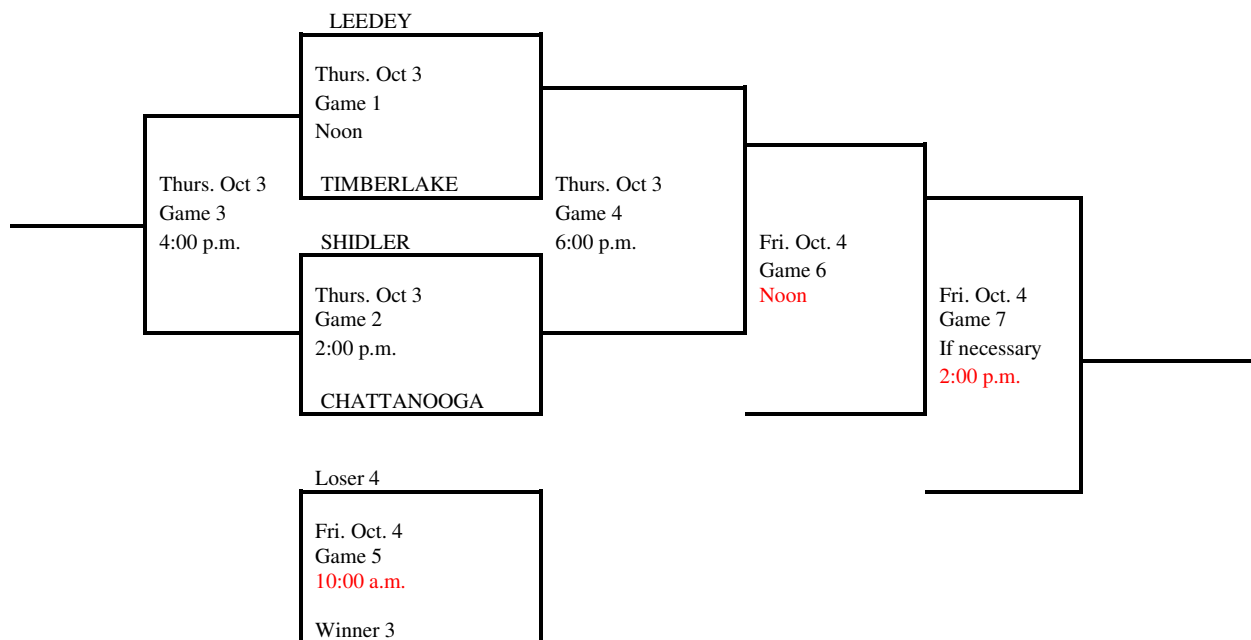 LEEDEY
Thurs. Oct 3
Game 1
Noon
TIMBERLAKE
Thurs. Oct 3
Game 3
4:00 p.m.
SHIDLER
Thurs. Oct 3
Game 2
2:00 p.m.
CHATTANOOGA
Thurs. Oct 3
Game 4
6:00 p.m.
Fri. Oct. 4
Game 6
Noon
Fri. Oct. 4
Game 7
If necessary
2:00 p.m.
Loser 4
Fri. Oct. 4
Game 5
10:00 a.m.
Winner 3